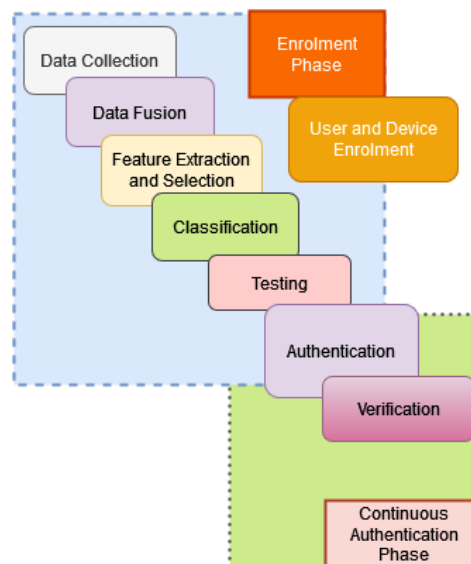 Data Collection
Enrolment
Phase
Data Fusion
User and Device
Enrolment
Feature Extraction
and Selection
Classification
Testing
Authentication
Verification
Continuous
Authentication
Phase